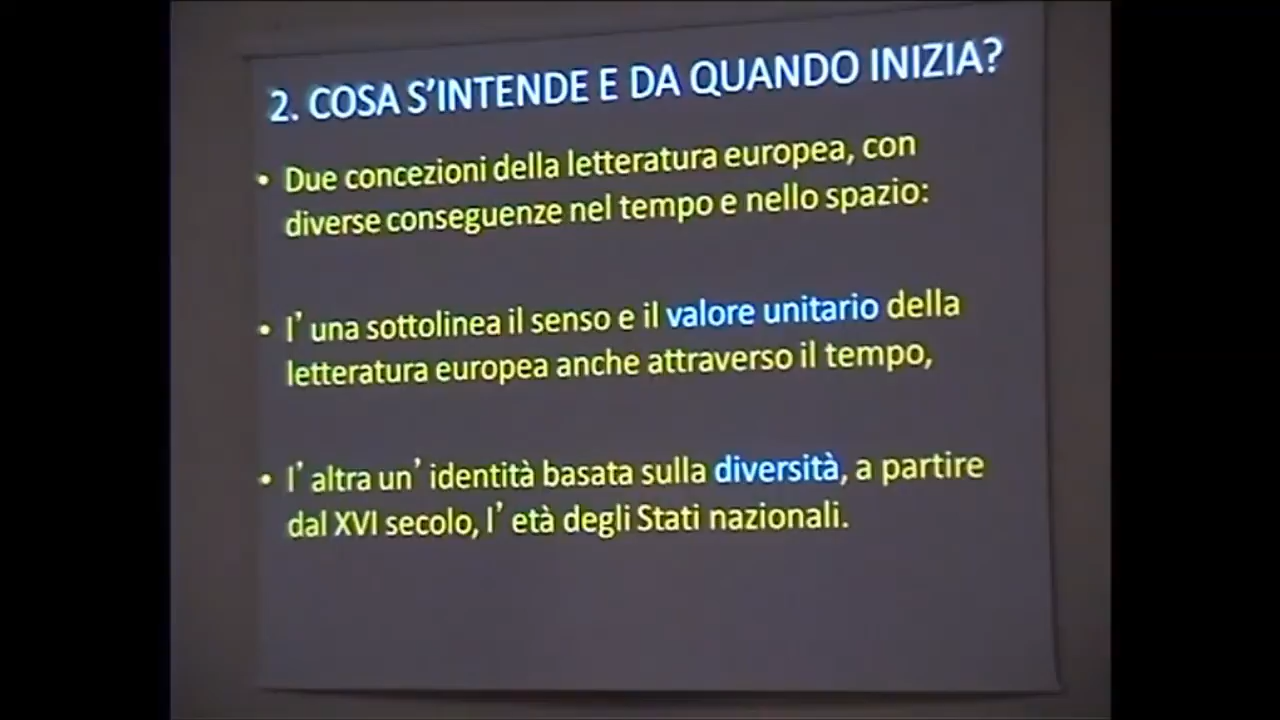 2. COSA S'INTENDE E DA QUANDO INIZIA?
• Due concezioni della letteratura europea, con
diverse conseguenze nel tempo e nello spazio:
• l' una sottolinea il senso e il valore unitario della
letteratura europea anche attraverso il tempo,
• l' altra un' identità basata sulla diversità, a partire
dal XVI secolo, l' età degli Stati nazionali.